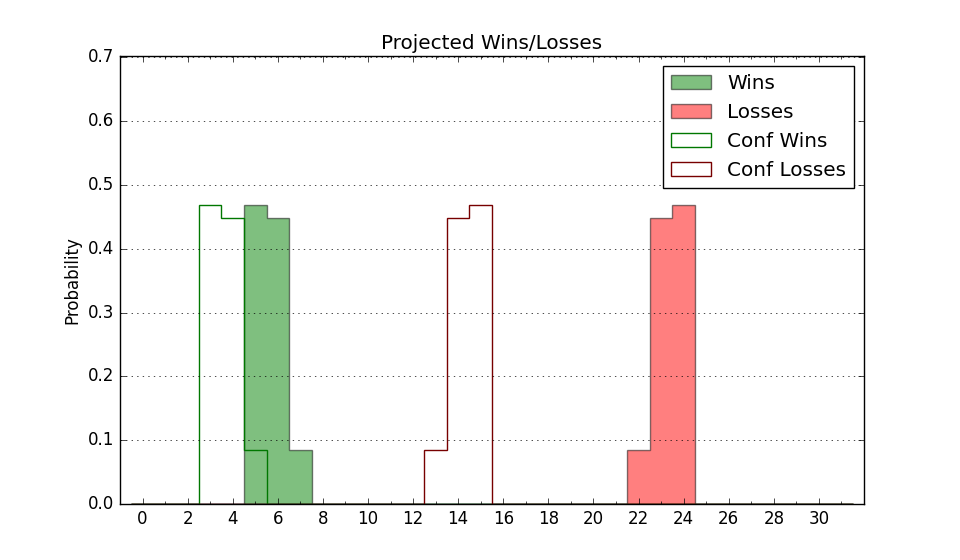 Projected Wins/Losses
0.7
0.6
0.5
0.4
0.3
0.2
0.1
0.0
Probability
Wins
Losses
Conf Wins
Conf Losses
0 2 4 6 8 10 12 14 16 18 20 22 24 26 28 30